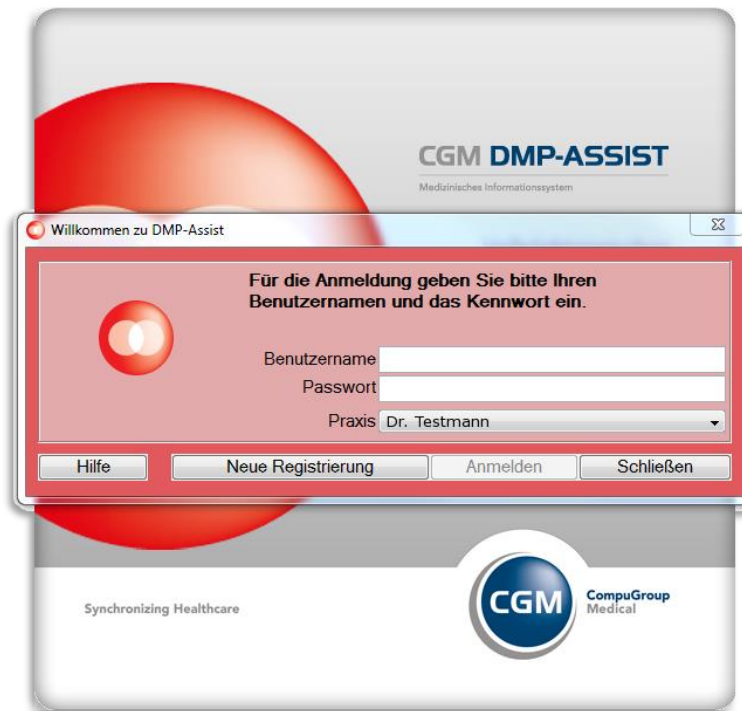 CGM DMP-ASSIST
Medizinisches Informationssystem
Willkommen zu DMP-Assist
Für die Anmeldung geben Sie bitte Ihren
Benutzernamen und das Kennwort ein.
Benutzername
Passwort
Praxis Dr. Testmann
Hilfe Neue Registrierung Anmelden Schließen
Synchronizing Healthcare
CGM
CompuGroup
Medical